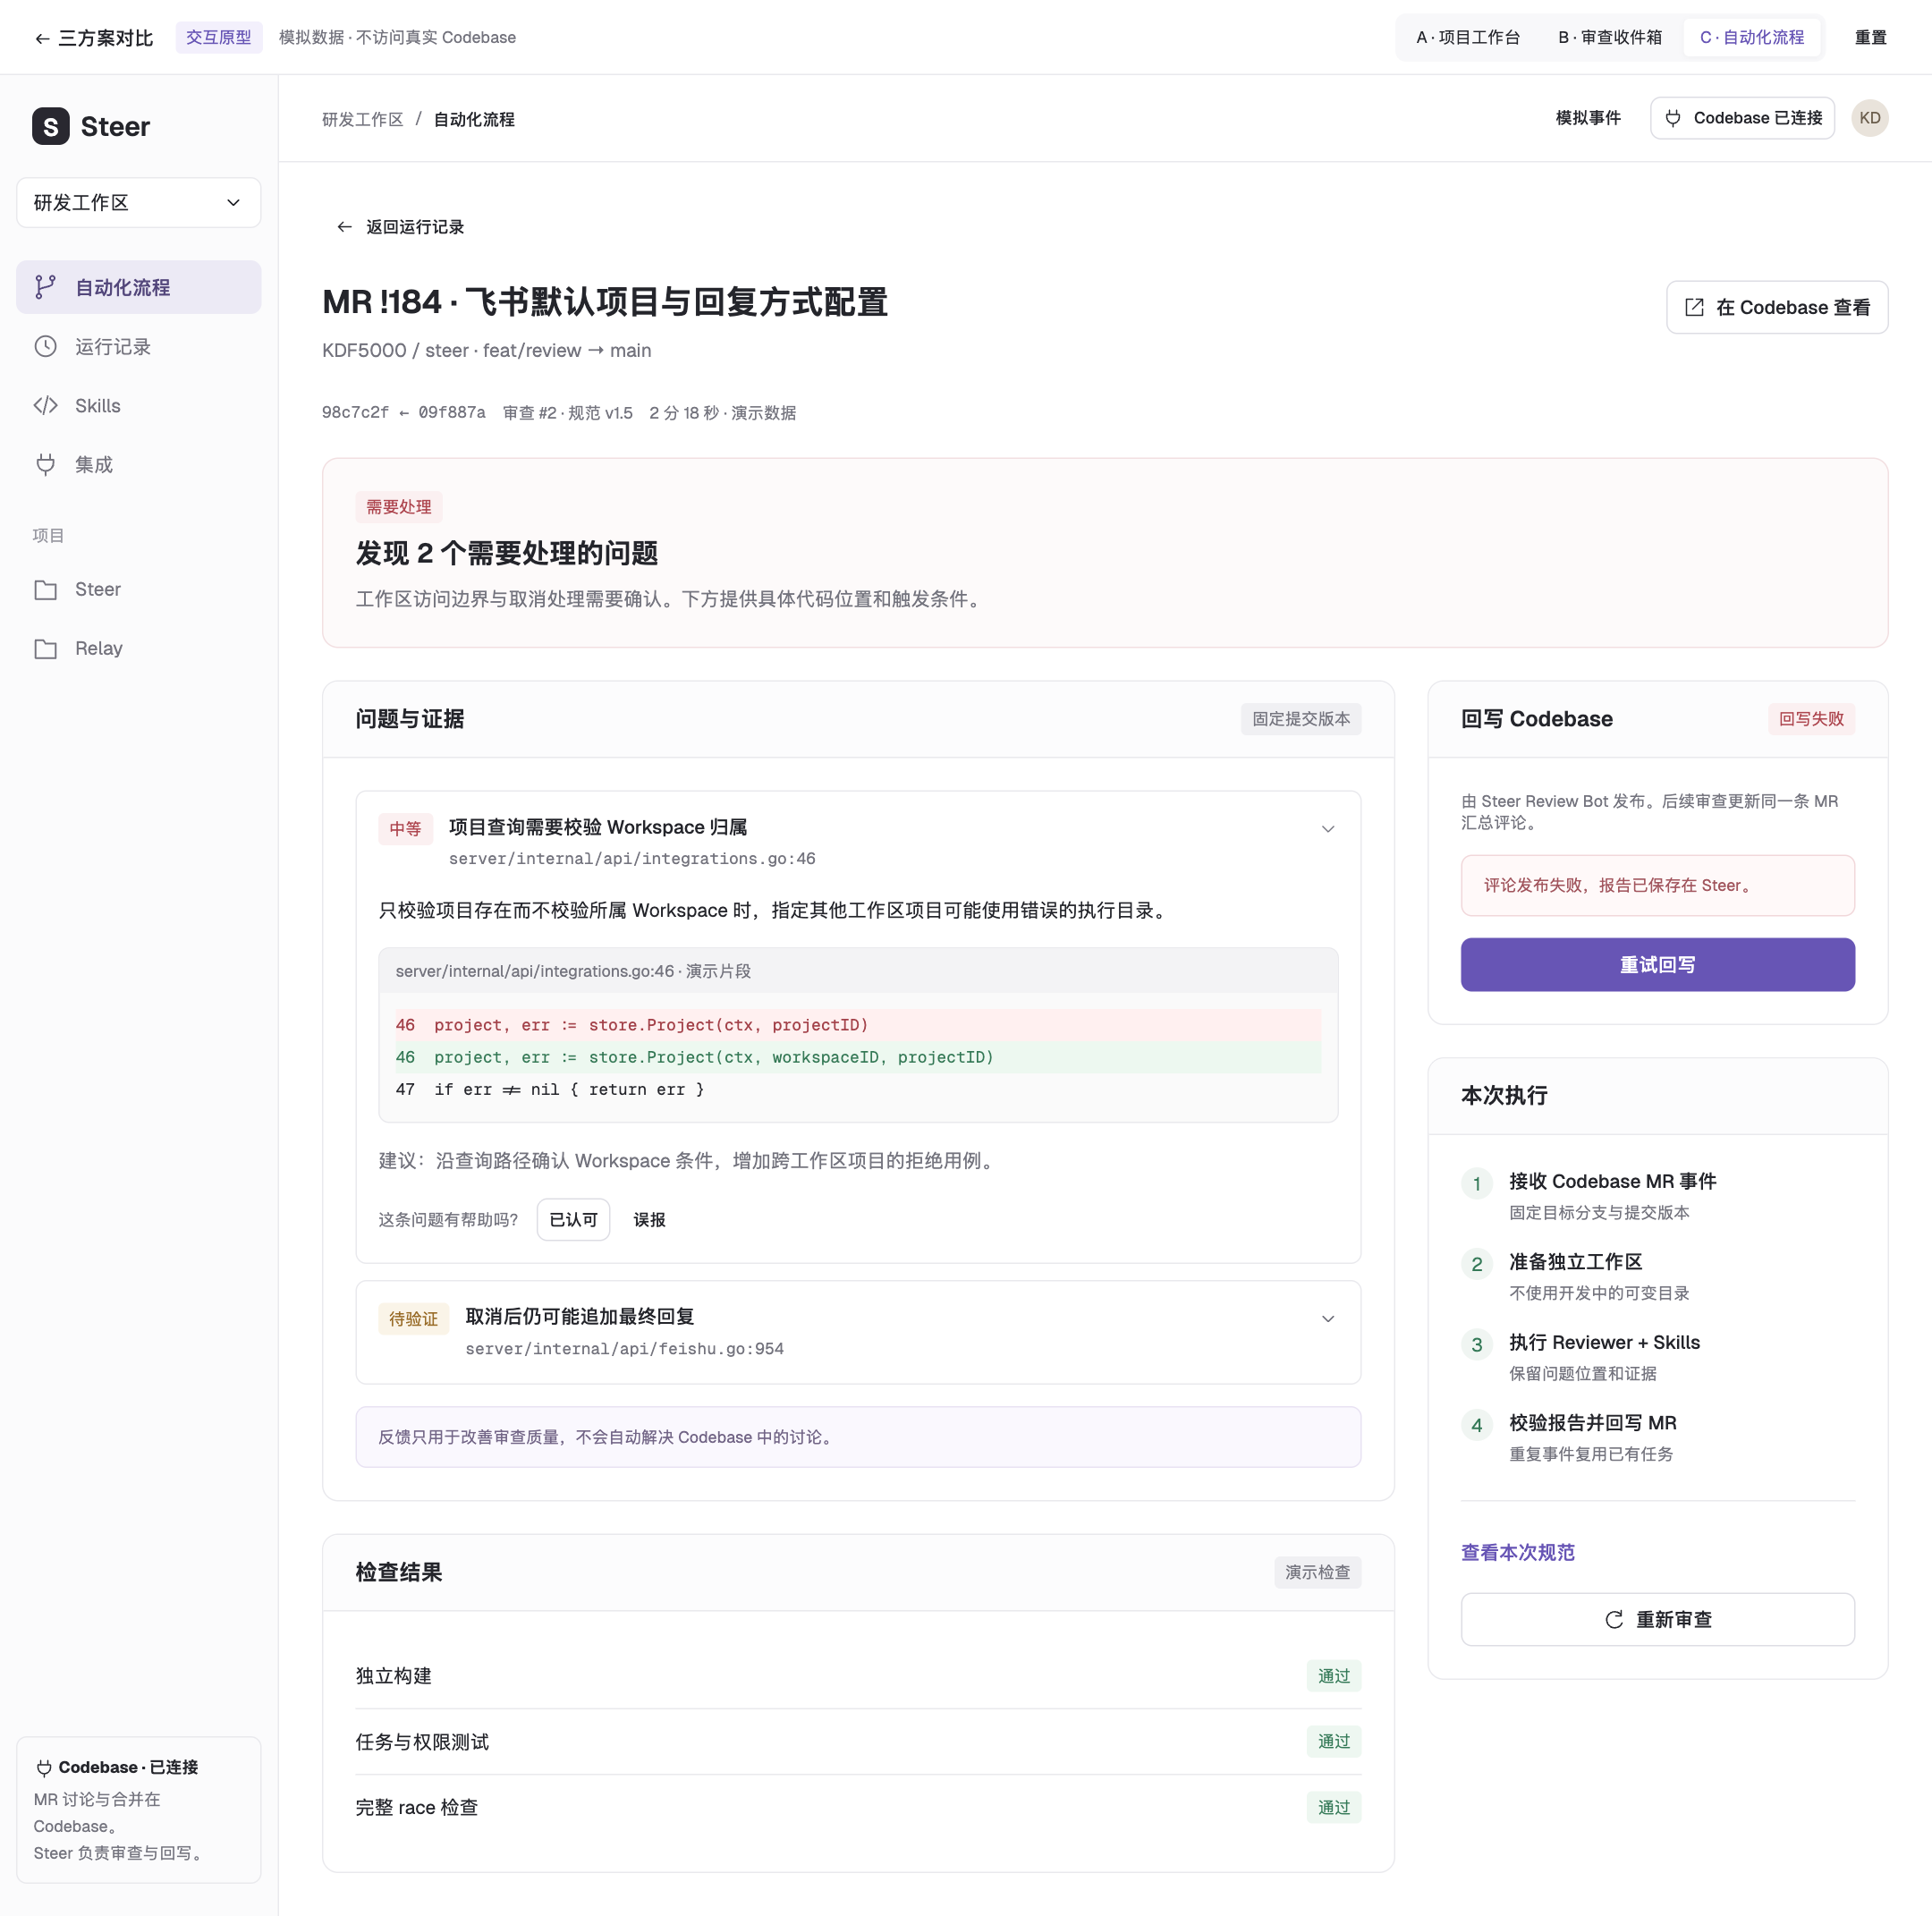 ← 三方案对比
交互原型
模拟数据 · 不访问真实 Codebase
A · 项目工作台
B · 审查收件箱
C · 自动化流程
重置
S Steer
研发工作区
自动化流程
运行记录
Skills
集成
项目
Steer
Relay
Codebase · 已连接
MR 讨论与合并在
Codebase。
Steer 负责审查与回写。
研发工作区 / 自动化流程
模拟事件
Codebase 已连接
KD
← 返回运行记录
MR !184 · 飞书默认项目与回复方式配置
在 Codebase 查看
KDF5000 / steer · feat/review → main
98c7c2f ← 09f887a 审查 #2 · 规范 v1.5 2 分 18 秒 · 演示数据
需要处理
发现 2 个需要处理的问题
工作区访问边界与取消处理需要确认。下方提供具体代码位置和触发条件。
问题与证据
固定提交版本
中等
项目查询需要校验 Workspace 归属
server/internal/api/integrations.go:46
只校验项目存在而不校验所属 Workspace 时，指定其他工作区项目可能使用错误的执行目录。
server/internal/api/integrations.go:46 · 演示片段
46 project, err := store.Project(ctx, projectID)
46 project, err := store.Project(ctx, workspaceID, projectID)
47 if err != nil { return err }
建议：沿查询路径确认 Workspace 条件，增加跨工作区项目的拒绝用例。
这条问题有帮助吗？
已认可
误报
待验证
取消后仍可能追加最终回复
server/internal/api/feishu.go:954
反馈只用于改善审查质量，不会自动解决 Codebase 中的讨论。
检查结果
演示检查
独立构建
通过
任务与权限测试
通过
完整 race 检查
通过
回写 Codebase
回写失败
由 Steer Review Bot 发布。后续审查更新同一条 MR
汇总评论。
评论发布失败，报告已保存在 Steer。
重试回写
本次执行
1 接收 Codebase MR 事件
固定目标分支与提交版本
2 准备独立工作区
不使用开发中的可变目录
3 执行 Reviewer + Skills
保留问题位置和证据
4 校验报告并回写 MR
重复事件复用已有任务
查看本次规范
重新审查